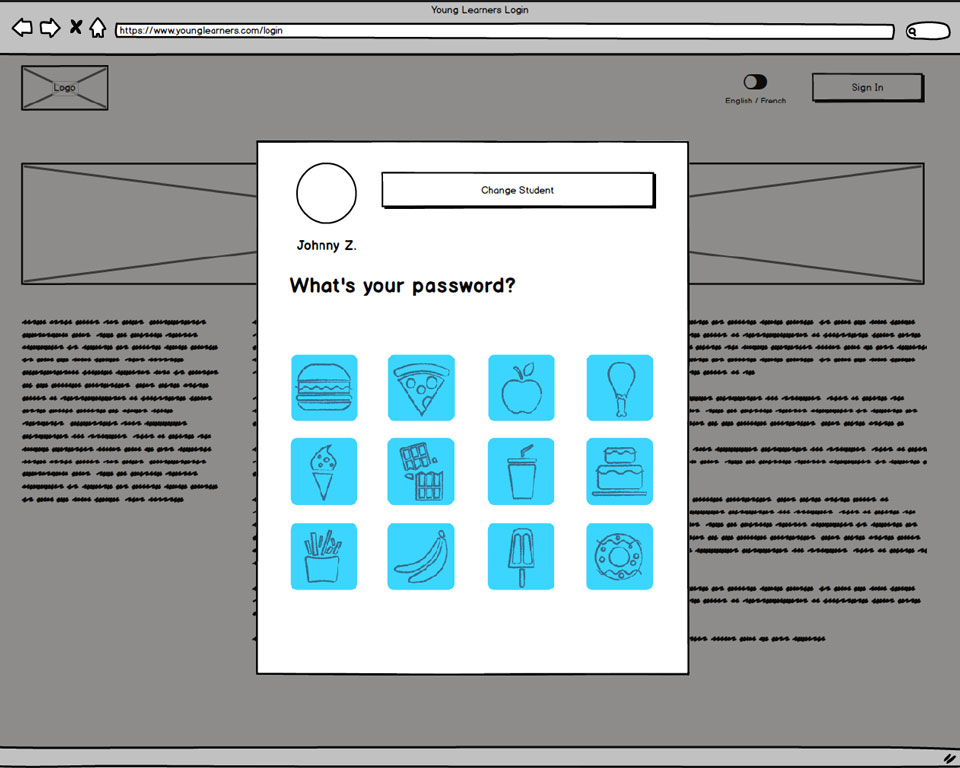 Young Learners Login
https://www.younglearners.com/login
Logo
English / French
Sign In
Change Student
Johnny Z.
What's your password?